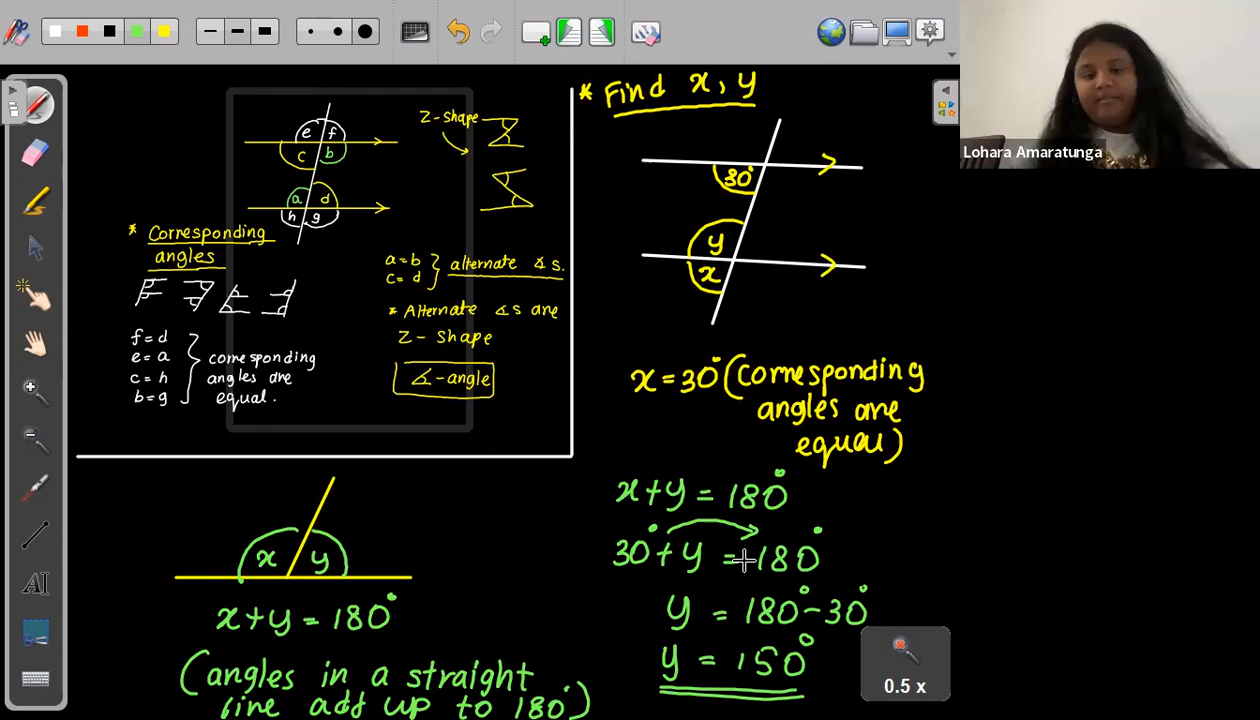 e f
c b
a d
h g
Z-shape
* Corresponding
angles
a=b
c=d
alternate ∡s.
* Alternate ∡s are
Z-shape
∡-angle
f=d
e=a
c=h
b=g
corresponding
angles are
equal.
x y
x+y=180°
(angles in a straight
line add up to 180°)
* Find x, y
30°
y
x
x=30° (Corresponding
angles are
equal)
x+y=180°
30°+y=180°
y=180°-30°
y=150°
Lohara Amaratunga
0.5 x